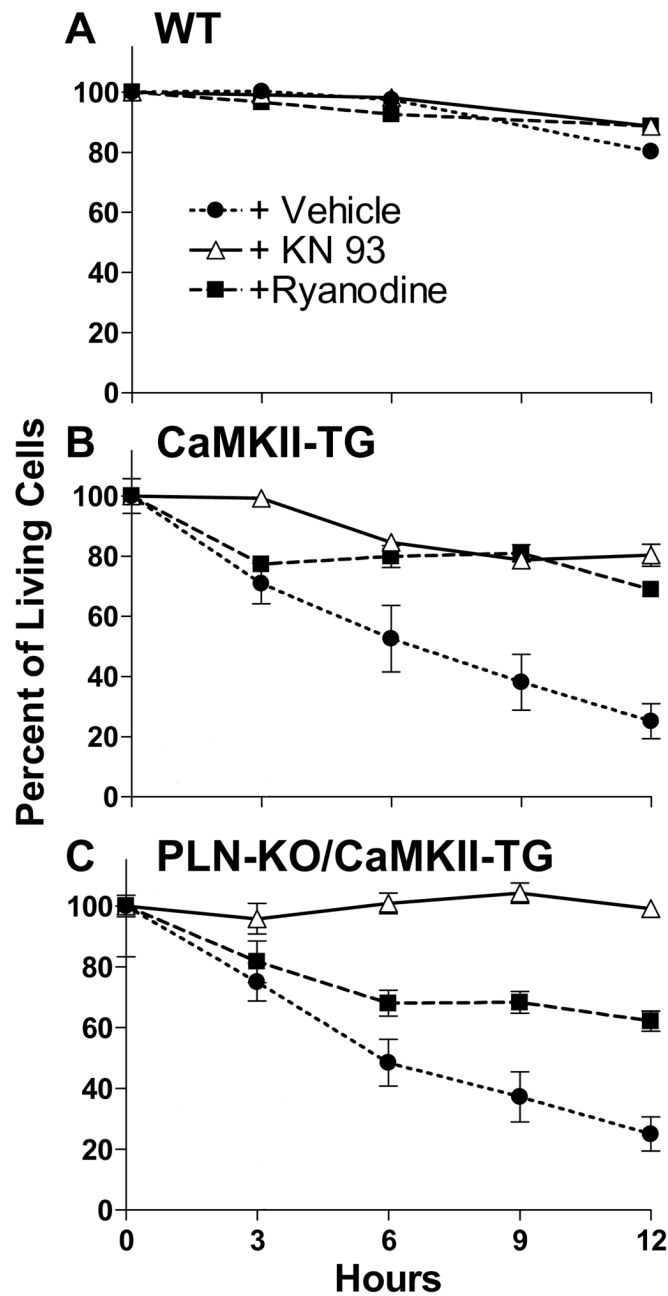 A WT
100
80
60
40
20
0
+ Vehicle
+ KN 93
+Ryanodine
Percent of Living Cells
B CaMKII-TG
100
80
60
40
20
0
C PLN-KO/CaMKII-TG
100
80
60
40
20
0
0 3 6 9 12
Hours